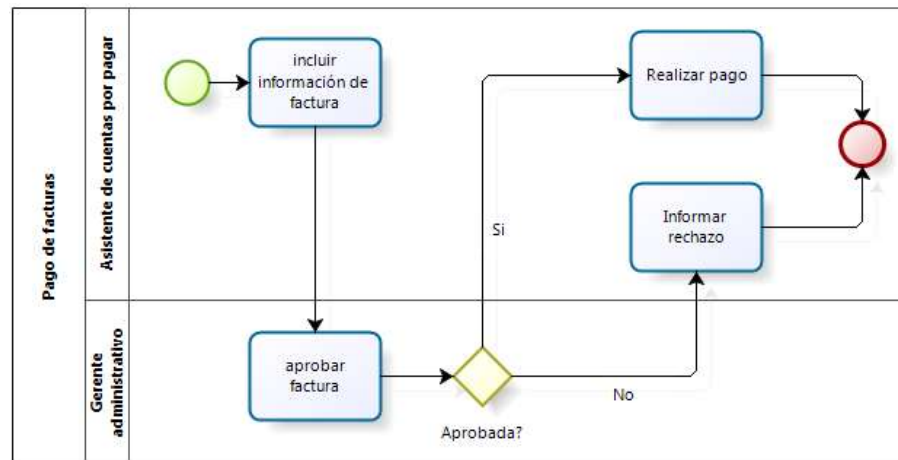 Pago de facturas
Asistente de cuentas por pagar
incluir
información de
factura
Realizar pago
Si
Informar
rechazo
Gerente
administrativo
aprobar
factura
No
Aprobada?